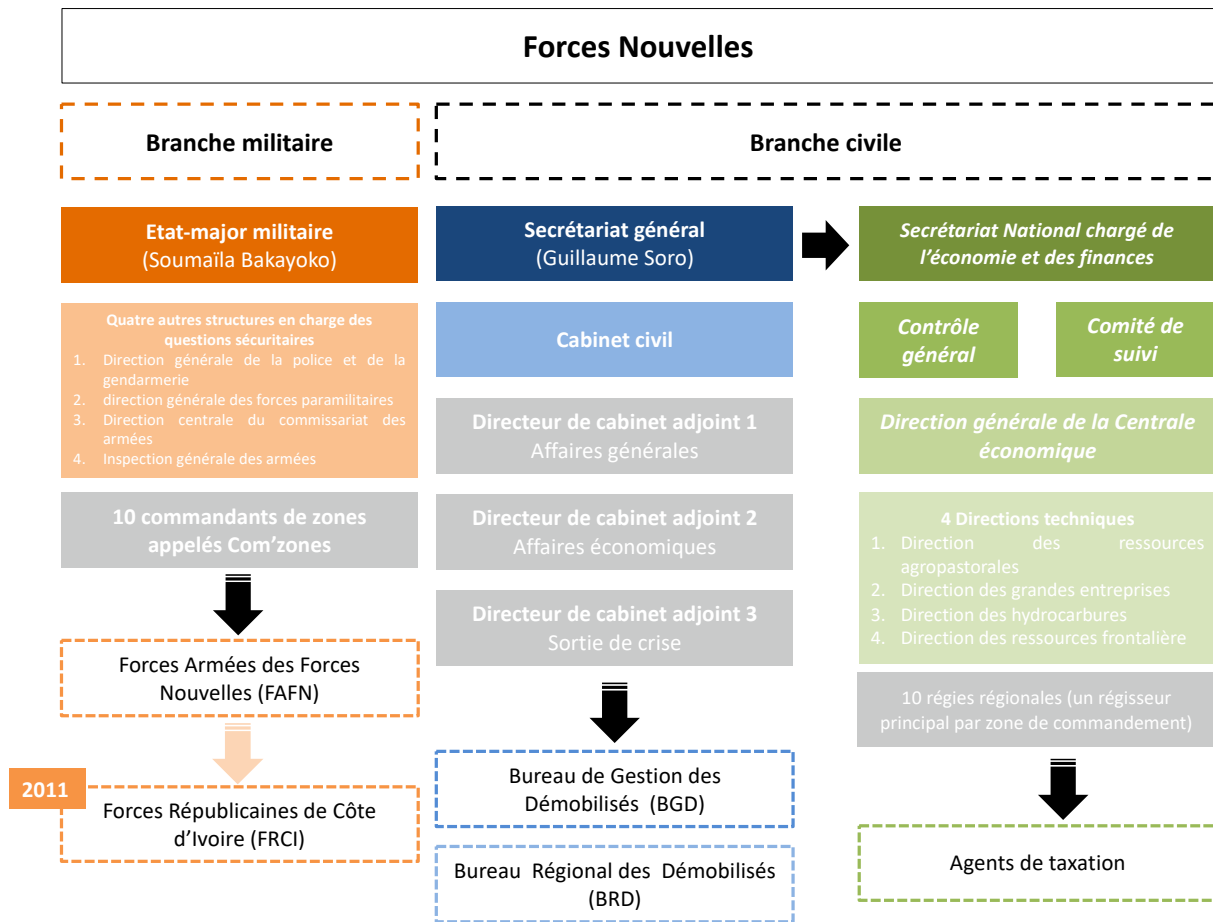 Forces Nouvelles
Branche militaire
Branche civile
Etat-major militaire
(Soumaïla Bakayoko)
Quatre autres structures en charge des
questions sécuritaires
1. Direction générale de la police et de la
gendarmerie
2. direction générale des forces paramilitaires
3. Direction centrale du commissariat des
armées
4. Inspection générale des armées
10 commandants de zones
appelés Com’zones
Forces Armées des Forces
Nouvelles (FAFN)
2011
Forces Républicaines de Côte
d’Ivoire (FRCI)
Secrétariat général
(Guillaume Soro)
Cabinet civil
Directeur de cabinet adjoint 1
Affaires générales
Directeur de cabinet adjoint 2
Affaires économiques
Directeur de cabinet adjoint 3
Sortie de crise
Bureau de Gestion des
Démobilisés (BGD)
Bureau Régional des Démobilisés
(BRD)
Secrétariat National chargé de
l’économie et des finances
Contrôle
général
Comité de
suivi
Direction générale de la Centrale
économique
4 Directions techniques
1. Direction des ressources
agropastorales
2. Direction des grandes entreprises
3. Direction des hydrocarbures
4. Direction des ressources frontalière
10 régies régionales (un régisseur
principal par zone de commandement)
Agents de taxation